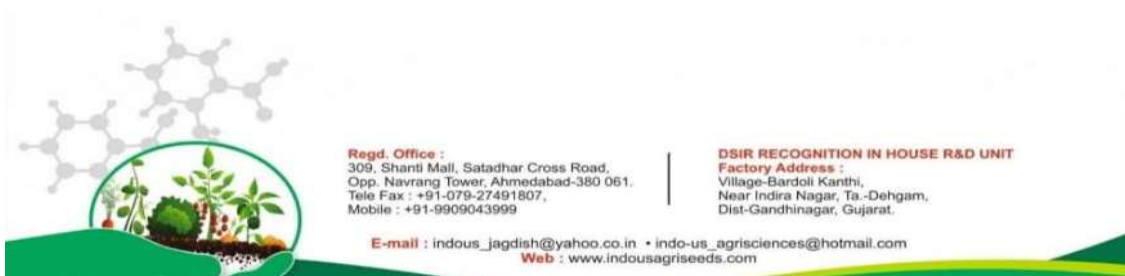 Regd. Office :
309, Shanti Mall, Satadhar Cross Road,
Opp. Navrang Tower, Ahmedabad-380 061.
Tele Fax : +91-079-27491807,
Mobile : +91-9909043999
DSIR RECOGNITION IN HOUSE R&D UNIT
Factory Address :
Village-Bardoli Kanthi,
Near Indira Nagar, Ta.-Dehgam,
Dist-Gandhinagar, Gujarat.
E-mail : indous_jagdish@yahoo.co.in • indo-us_agrisciences@hotmail.com
Web : www.indousagriseeds.com